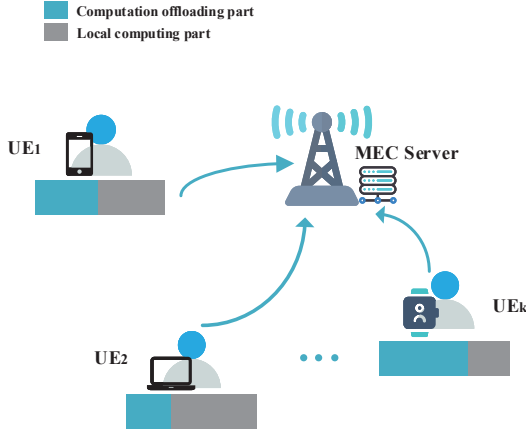 Computation offloading part
Local computing part
UE1
MEC Server
UEk
UE2